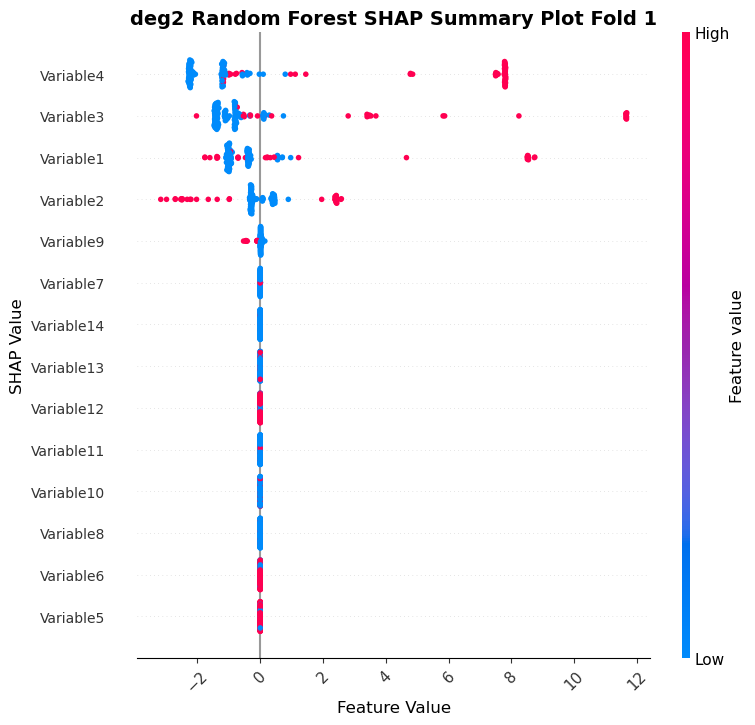 deg2 Random Forest SHAP Summary Plot Fold 1
High
Variable4
Variable3
Variable1
Variable2
Variable9
Variable7
Variable14
Variable13
Variable12
Variable11
Variable10
Variable8
Variable6
Variable5
SHAP Value
Feature value
Low
−2
0
2
4
6
8
10
12
Feature Value